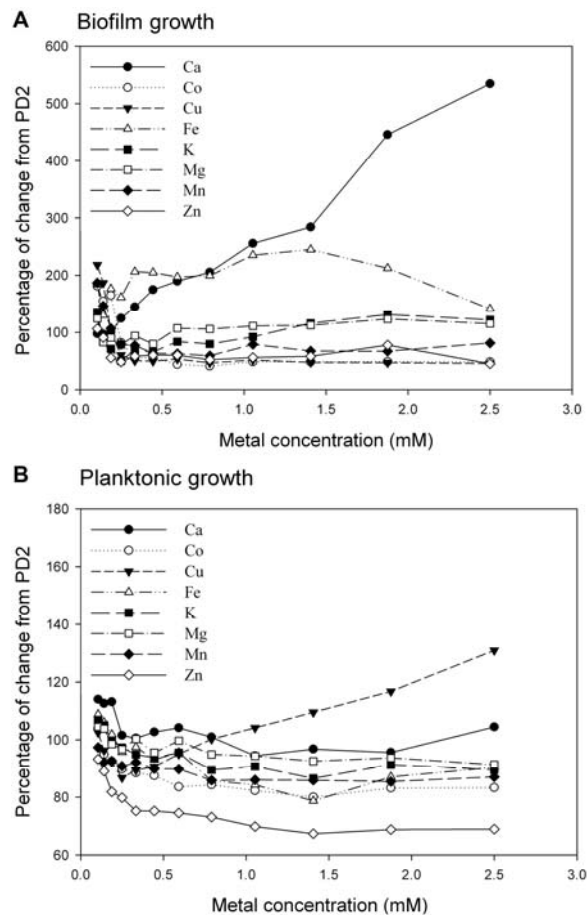 A Biofilm growth
600
500
400
300
200
100
0
Percentage of change from PD2
Ca
Co
Cu
Fe
K
Mg
Mn
Zn
0.0 0.5 1.0 1.5 2.0 2.5 3.0
Metal concentration (mM)
B Planktonic growth
180
160
140
120
100
80
60
Percentage of change from PD2
Ca
Co
Cu
Fe
K
Mg
Mn
Zn
0.0 0.5 1.0 1.5 2.0 2.5 3.0
Metal concentration (mM)